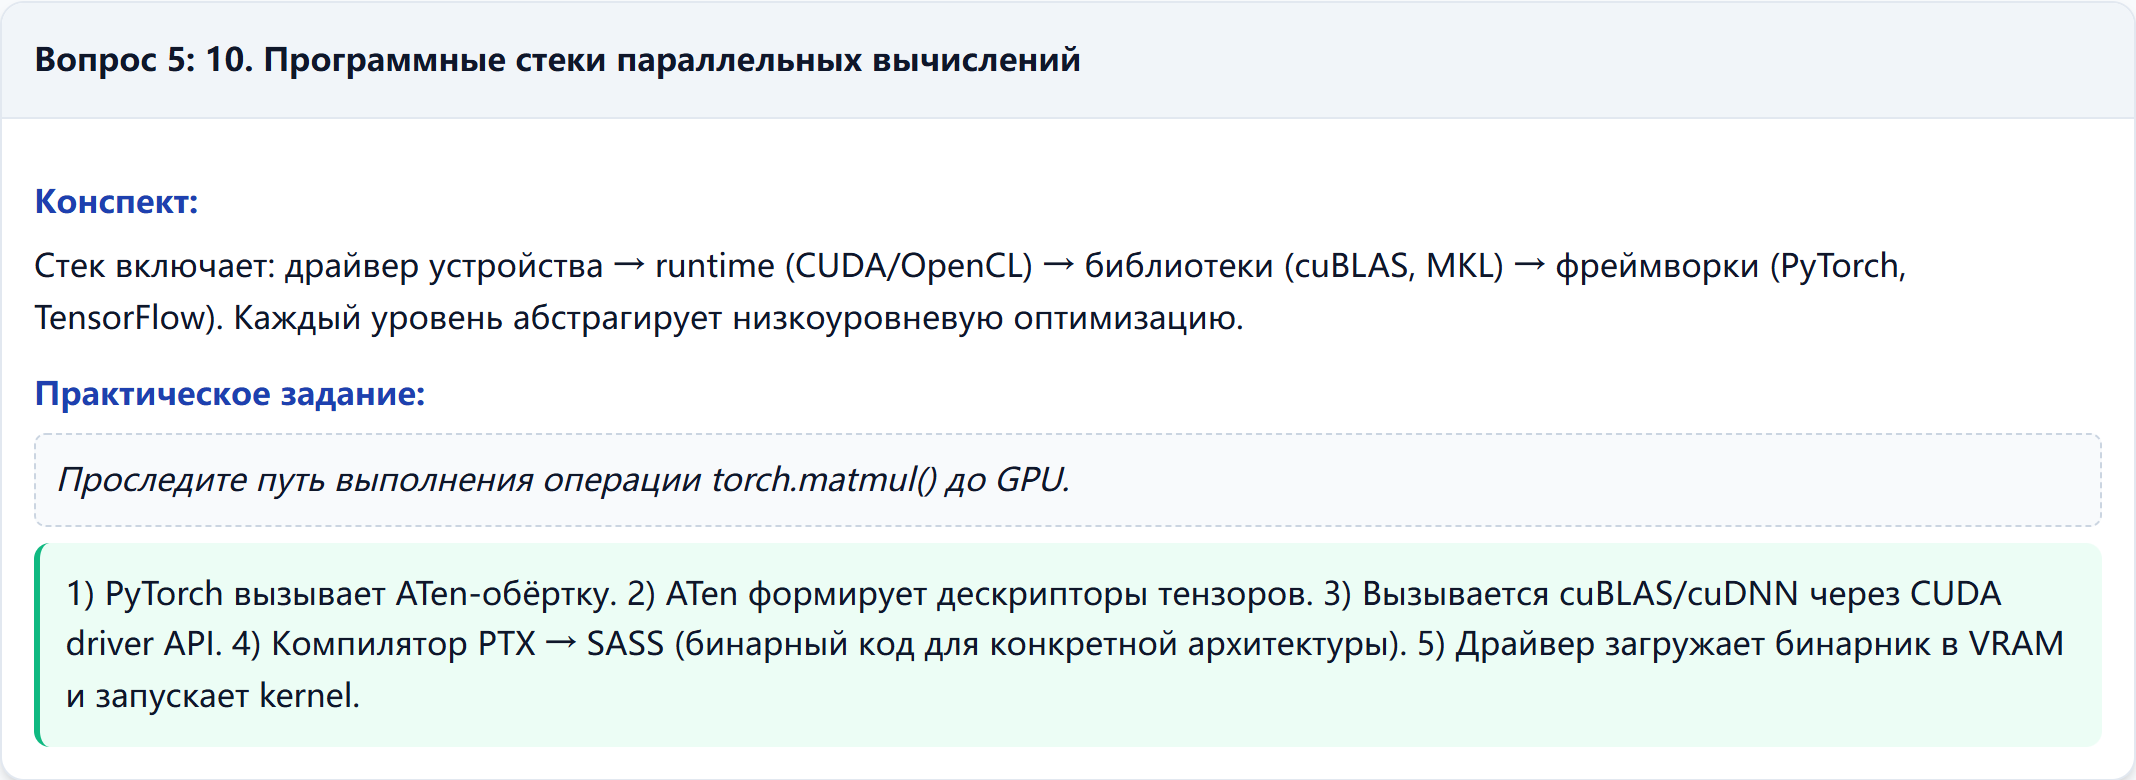 Вопрос 5: 10. Программные стеки параллельных вычислений
Конспект:
Стек включает: драйвер устройства → runtime (CUDA/OpenCL) → библиотеки (cuBLAS, MKL) → фреймворки (PyTorch,
TensorFlow). Каждый уровень абстрагирует низкоуровневую оптимизацию.
Практическое задание:
Проследите путь выполнения операции torch.matmul() до GPU.
1) PyTorch вызывает ATen-обёртку. 2) ATen формирует дескрипторы тензоров. 3) Вызывается cuBLAS/cuDNN через CUDA
driver API. 4) Компилятор PTX → SASS (бинарный код для конкретной архитектуры). 5) Драйвер загружает бинарник в VRAM
и запускает kernel.